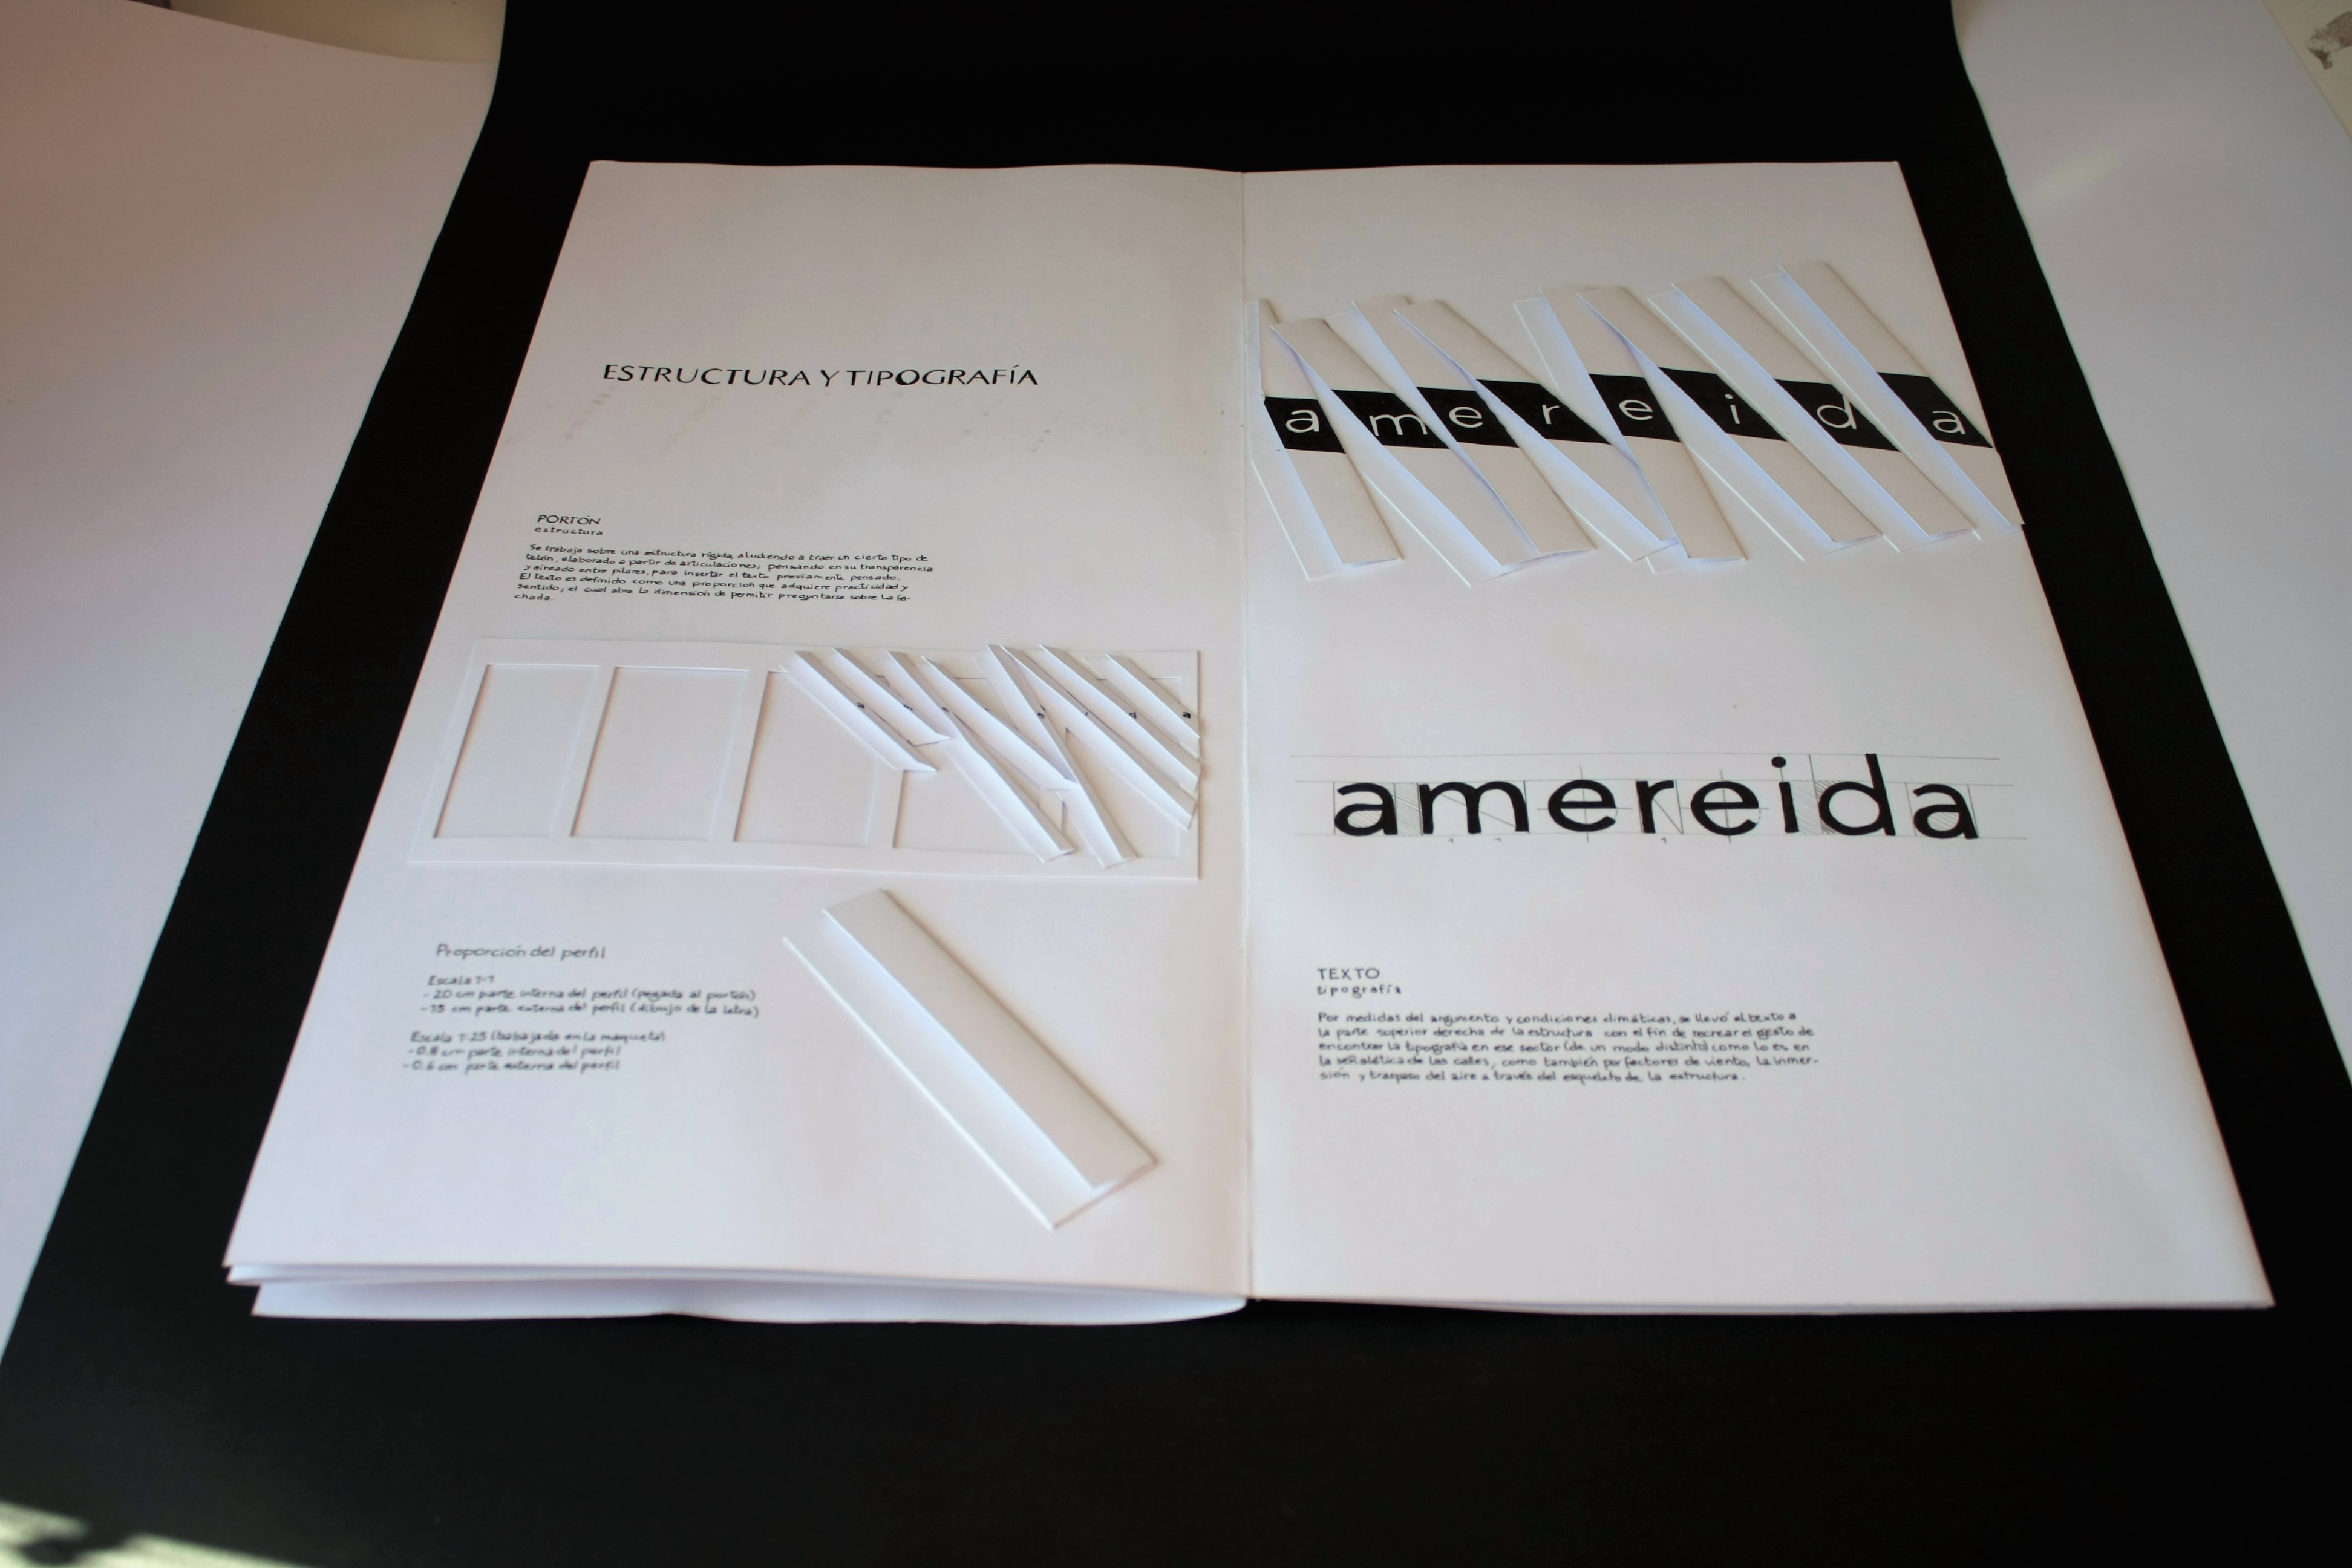 ESTRUCTURA Y TIPOGRAFÍA
PORTÓN
estructura
Se trabaja sobre una estructura rígida, aludiendo a traer un cierto tipo de
telón, elaborado a partir de articulaciones; pensando en su transparencia
y aireado entre pilares, para insertar el texto previamente pensado.
El texto es definido como una proporción que adquiere practicidad y
sentido, el cual abre la dimensión de permitir preguntarse sobre la fa-
chada.
Proporción del perfil
Escala 1:1
- 20 cm parte interna del perfil (pegada al portón)
- 15 cm parte externa del perfil (dibujo de la letra)
Escala 1:25 (trabajada en la maqueta)
- 0.8 cm parte interna del perfil
- 0.6 cm parte externa del perfil
amereida
amereida
TEXTO
tipografía
Por medidas del argumento y condiciones climáticas, se llevó el texto a
la parte superior derecha de la estructura con el fin de recrear el gesto de
encontrar la tipografía en ese sector (de un modo distinto) como lo es en
la señalética de las calles, como también por factores de viento, la inmer-
sión y traspaso del aire a través del esqueleto de la estructura.